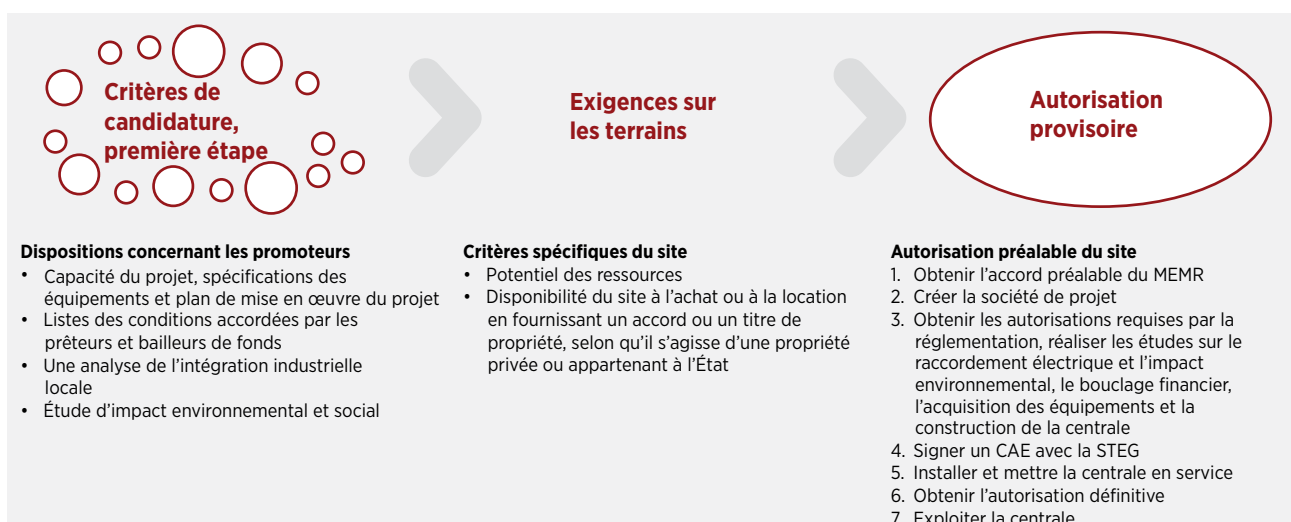 Critères de
candidature,
première étape
Exigences sur
les terrains
Autorisation
provisoire
Dispositions concernant les promoteurs
• Capacité du projet, spécifications des
équipements et plan de mise en œuvre du projet
• Listes des conditions accordées par les
prêteurs et bailleurs de fonds
• Une analyse de l'intégration industrielle
locale
• Étude d'impact environnemental et social
Critères spécifiques du site
• Potentiel des ressources
• Disponibilité du site à l'achat ou à la location
en fournissant un accord ou un titre de
propriété, selon qu'il s'agisse d'une propriété
privée ou appartenant à l'État
Autorisation préalable du site
1. Obtenir l'accord préalable du MEMR
2. Créer la société de projet
3. Obtenir les autorisations requises par la
réglementation, réaliser les études sur le
raccordement électrique et l'impact
environnemental, le bouclage financier,
l'acquisition des équipements et la
construction de la centrale
4. Signer un CAE avec la STEG
5. Installer et mettre la centrale en service
6. Obtenir l'autorisation définitive
7. Exploiter la centrale